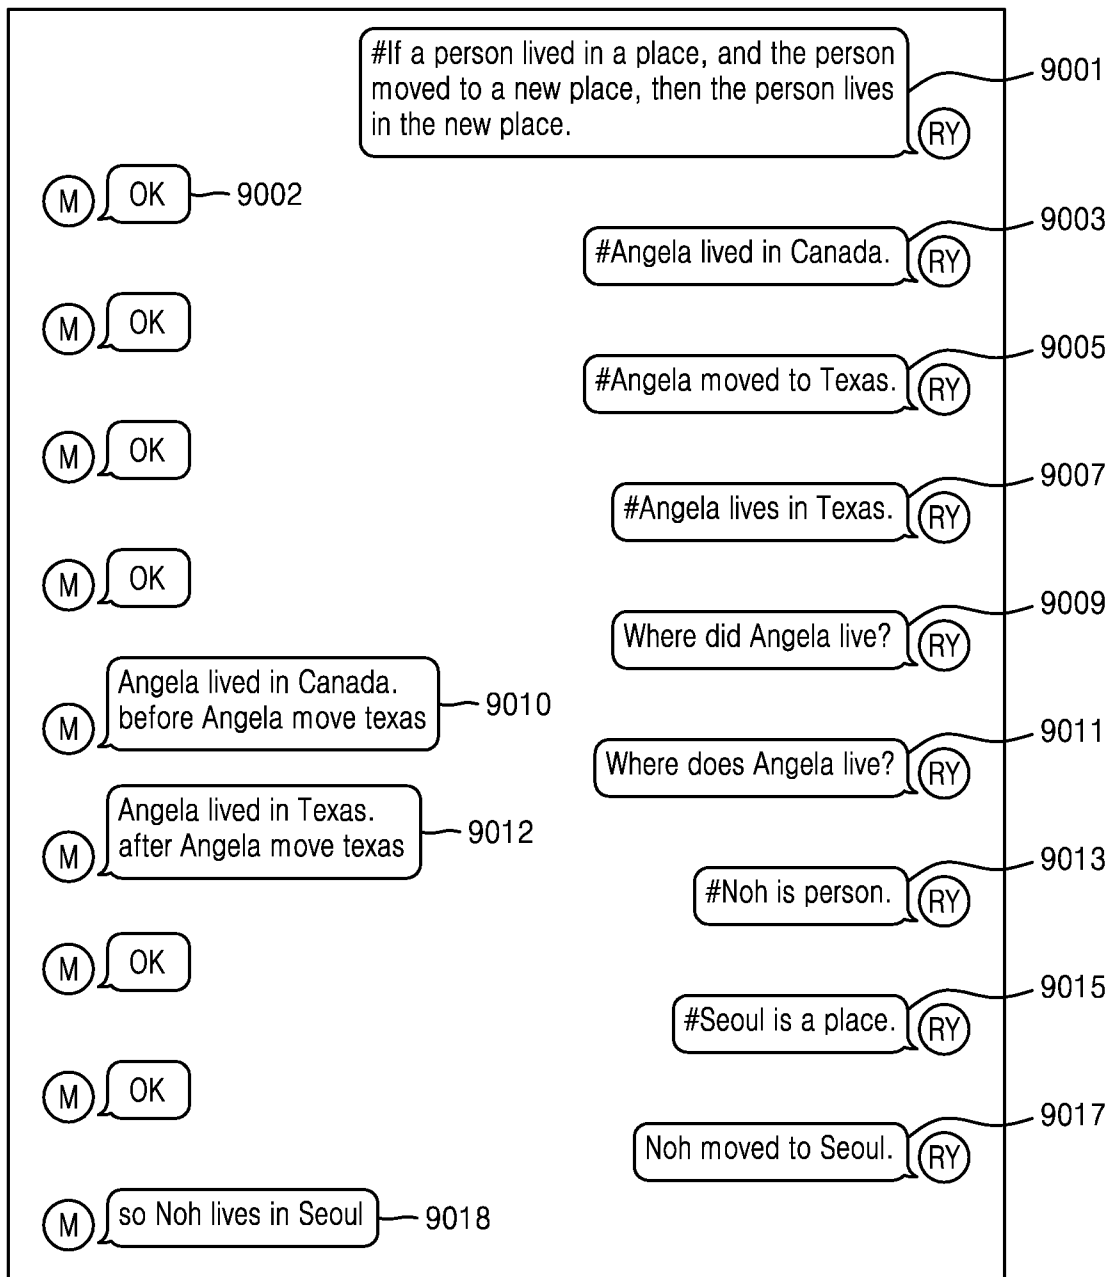 #If a person lived in a place, and the person
moved to a new place, then the person lives
in the new place.
9001
RY
M
OK
9002
9003
#Angela lived in Canada.
RY
M
OK
9005
#Angela moved to Texas.
RY
M
OK
9007
#Angela lives in Texas.
RY
M
OK
9009
Where did Angela live?
RY
Angela lived in Canada.
before Angela move texas
M
9010
9011
Where does Angela live?
RY
Angela lived in Texas.
after Angela move texas
M
9012
9013
#Noh is person.
RY
M
OK
9015
#Seoul is a place.
RY
M
OK
9017
Noh moved to Seoul.
RY
M
so Noh lives in Seoul
9018